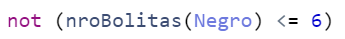 not (nroBolitas(Negro) <= 6)